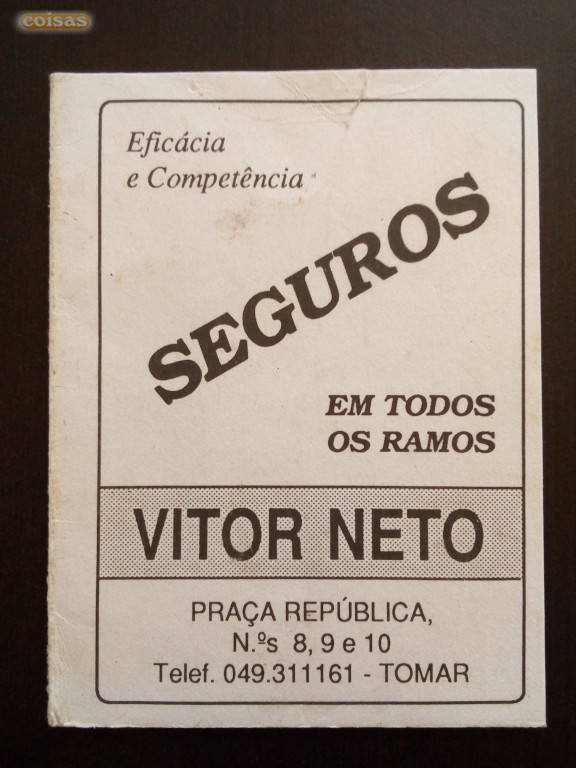 coisas
Eficácia
e Competência
SEGUROS
EM TODOS
OS RAMOS
VITOR NETO
PRAÇA REPÚBLICA,
N.ºs 8, 9 e 10
Telef. 049.311161 - TOMAR